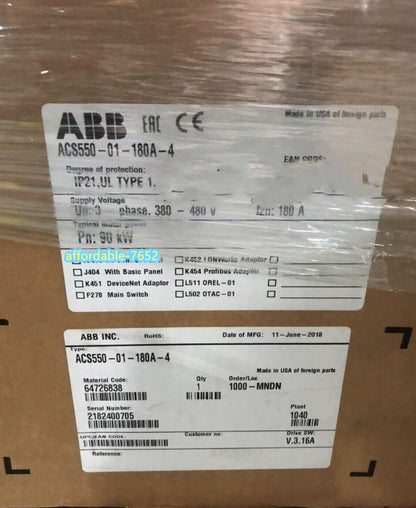 ABB EAC CE
Made in USA of foreign parts
ACS550-01-180A-4
EAN CODE:
Degree of protection:
IP21,UL TYPE 1.
Supply Voltage
Un: 3 phase. 380 - 480 V I2n: 180 A
Typical motor power
Pn: 90 kW
affordable-7652
K452 LONWorks Adaptor
J404 With Basic Panel
K454 Profibus Adaptor
K451 DeviceNet Adaptor
L511 OREL-01
F278 Main Switch
L502 OTAC-01
ABB INC.
RoHS:
Date of MFG: 11-June-2018
Type:
ACS550-01-180A-4
Made in USA of foreign parts
Material Code:
64726838
Qty
1
Order/Loc
1000-MNDN
Serial Number:
2182400705
Plant
1040
UPC/EAN CODE:
Customer no:
Drive SW:
V.3.16A
Reference: